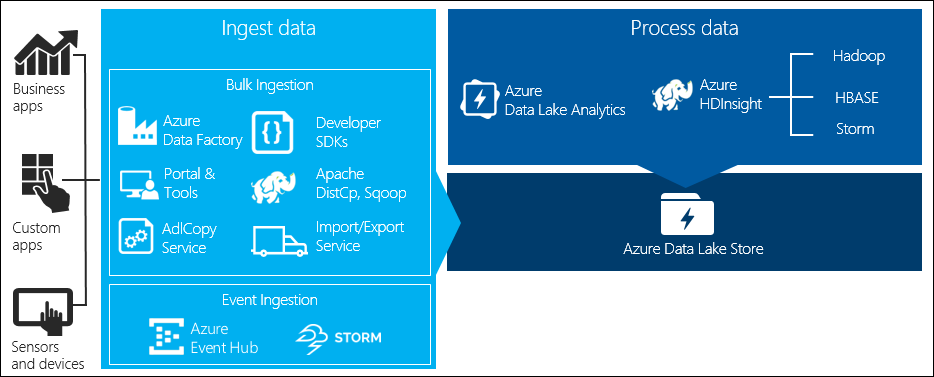 Business
apps
Custom
apps
Sensors
and devices
Ingest data
Bulk Ingestion
Azure
Data Factory
Developer
SDKs
Portal &
Tools
Apache
DistCp, Sqoop
AdlCopy
Service
Import/Export
Service
Event Ingestion
Azure
Event Hub
STORM
Process data
Azure
Data Lake Analytics
Azure
HDInsight
Hadoop
HBASE
Storm
Azure Data Lake Store